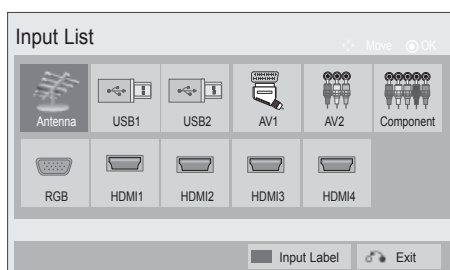 Input List
Move OK
Antenna USB1 USB2 AV1 AV2 Component
RGB HDMI1 HDMI2 HDMI3 HDMI4
Input Label Exit